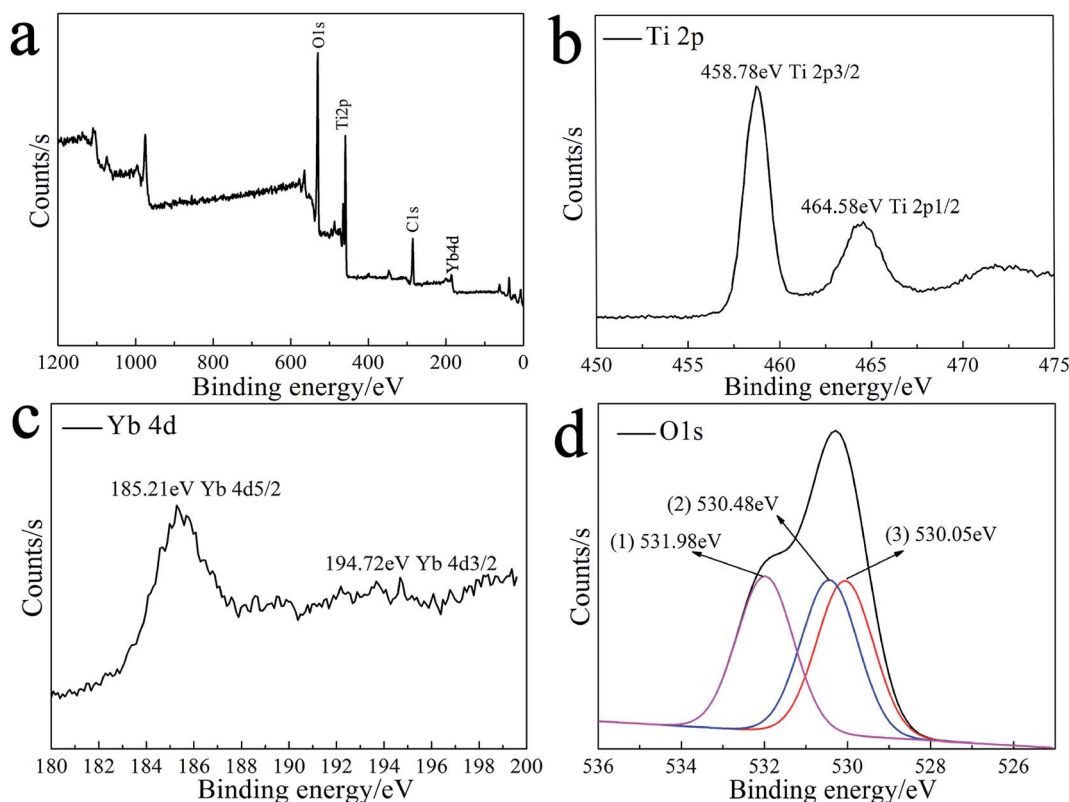 a
O1s
Ti2p
C1s
Yb4d
Counts/s
1200 1000 800 600 400 200 0
Binding energy/eV
b
Ti 2p
458.78eV Ti 2p3/2
464.58eV Ti 2p1/2
Counts/s
450 455 460 465 470 475
Binding energy/eV
c
Yb 4d
185.21eV Yb 4d5/2
194.72eV Yb 4d3/2
Counts/s
180 182 184 186 188 190 192 194 196 198 200
Binding energy/eV
d
O1s
(2) 530.48eV
(1) 531.98eV
(3) 530.05eV
Counts/s
536 534 532 530 528 526
Binding energy/eV